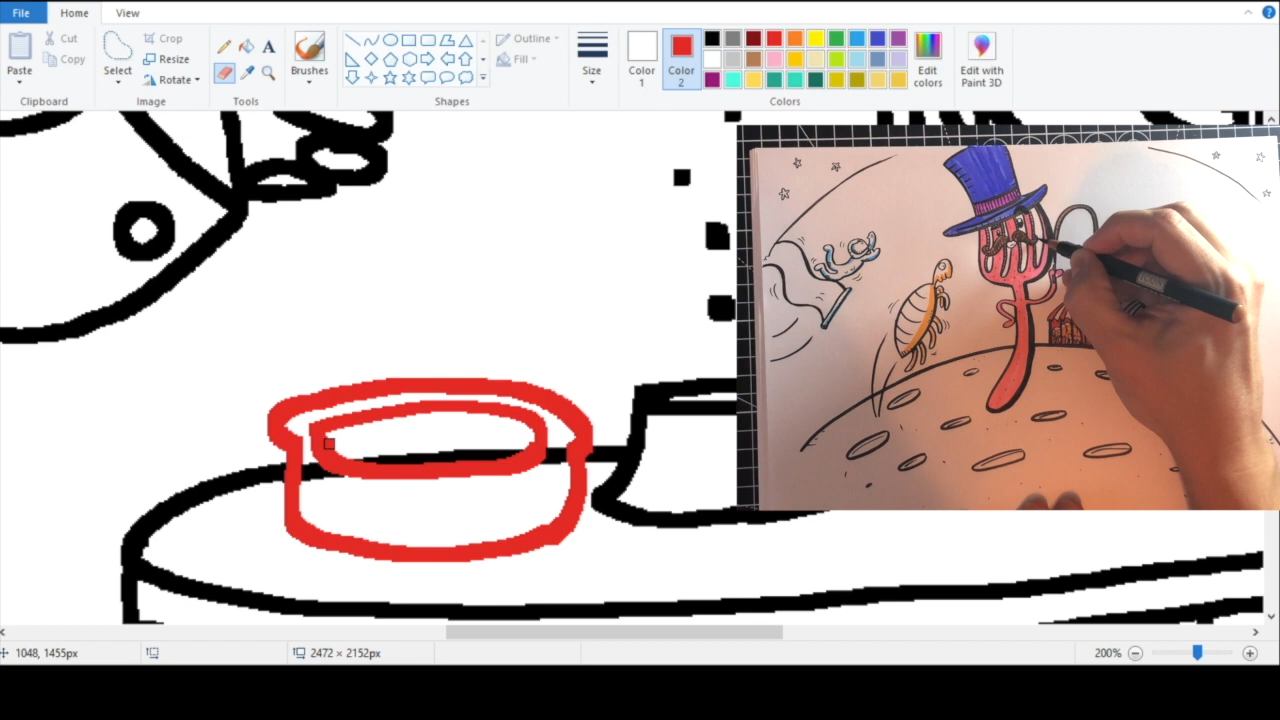 File Home View
Paste Cut Copy
Select Crop Resize Rotate
A
Brushes
Outline Fill
Size
Color 1
Color 2
Edit colors
Edit with Paint 3D
Clipboard Image Tools Shapes Colors
1048, 1455px 2472 × 2152px 200%